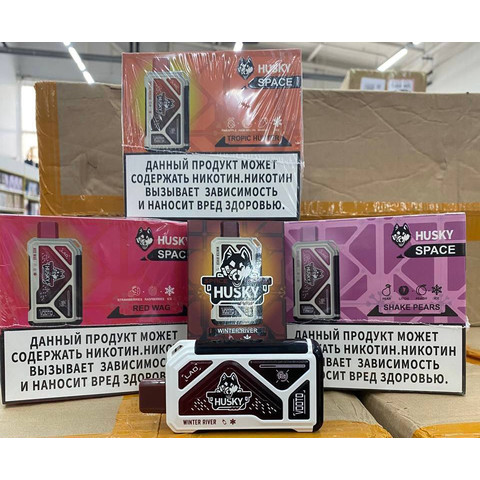 HUSKY
SPACE
TROPIC HUNTER
ДАННЫЙ ПРОДУКТ МОЖЕТ
СОДЕРЖАТЬ НИКОТИН.НИКОТИН
ВЫЗЫВАЕТ ЗАВИСИМОСТЬ
И НАНОСИТ ВРЕД ЗДОРОВЬЮ.
HUSKY
SPACE
RED WAG
ДАННЫЙ ПРОДУКТ МОЖЕТ
СОДЕРЖАТЬ НИКОТИН.НИКОТИН
ВЫЗЫВАЕТ ЗАВИСИМОСТЬ
И НАНОСИТ ВРЕД ЗДОРОВЬЮ.
HUSKY
WINTER RIVER
HUSKY
SPACE
SHAKE PEARS
ДАННЫЙ ПРОДУКТ МОЖЕТ
СОДЕРЖАТЬ НИКОТИН.НИКОТИН
ВЫЗЫВАЕТ ЗАВИСИМОСТЬ
И НАНОСИТ ВРЕД ЗДОРОВЬЮ.
HUSKY
WINTER RIVER